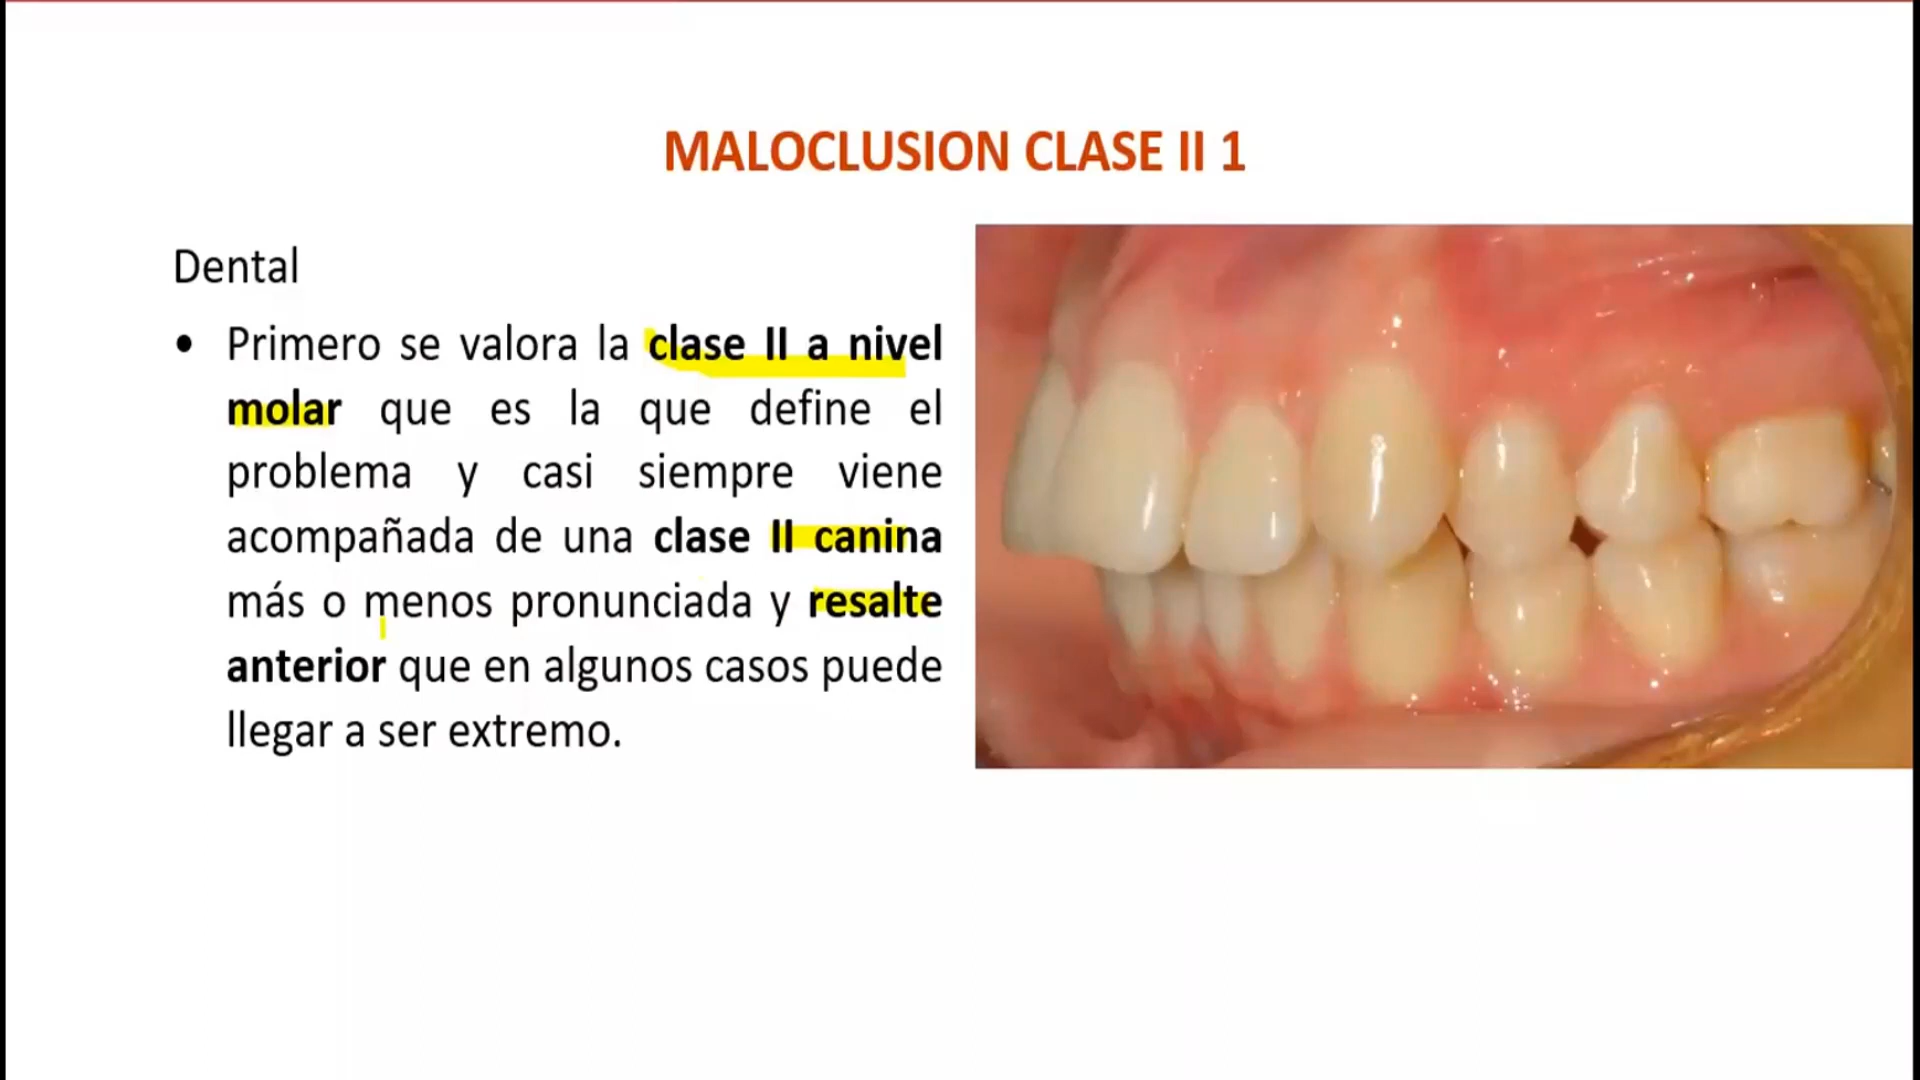 MALOCLUSION CLASE II 1
Dental
• Primero se valora la clase II a nivel
molar que es la que define el
problema y casi siempre viene
acompañada de una clase II canina
más o menos pronunciada y resalte
anterior que en algunos casos puede
llegar a ser extremo.